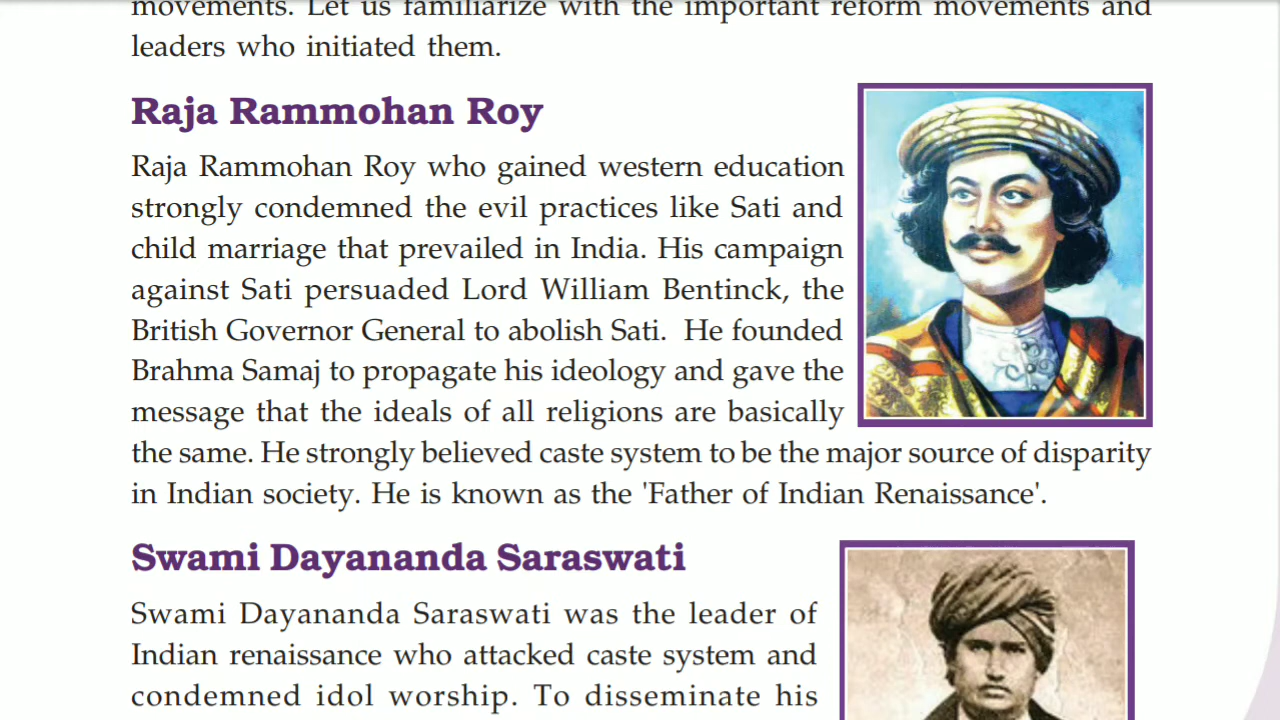 movements. Let us familiarize with the important reform movements and
leaders who initiated them.
Raja Rammohan Roy
Raja Rammohan Roy who gained western education
strongly condemned the evil practices like Sati and
child marriage that prevailed in India. His campaign
against Sati persuaded Lord William Bentinck, the
British Governor General to abolish Sati. He founded
Brahma Samaj to propagate his ideology and gave the
message that the ideals of all religions are basically
the same. He strongly believed caste system to be the major source of disparity
in Indian society. He is known as the 'Father of Indian Renaissance'.
Swami Dayananda Saraswati
Swami Dayananda Saraswati was the leader of
Indian renaissance who attacked caste system and
condemned idol worship. To disseminate his